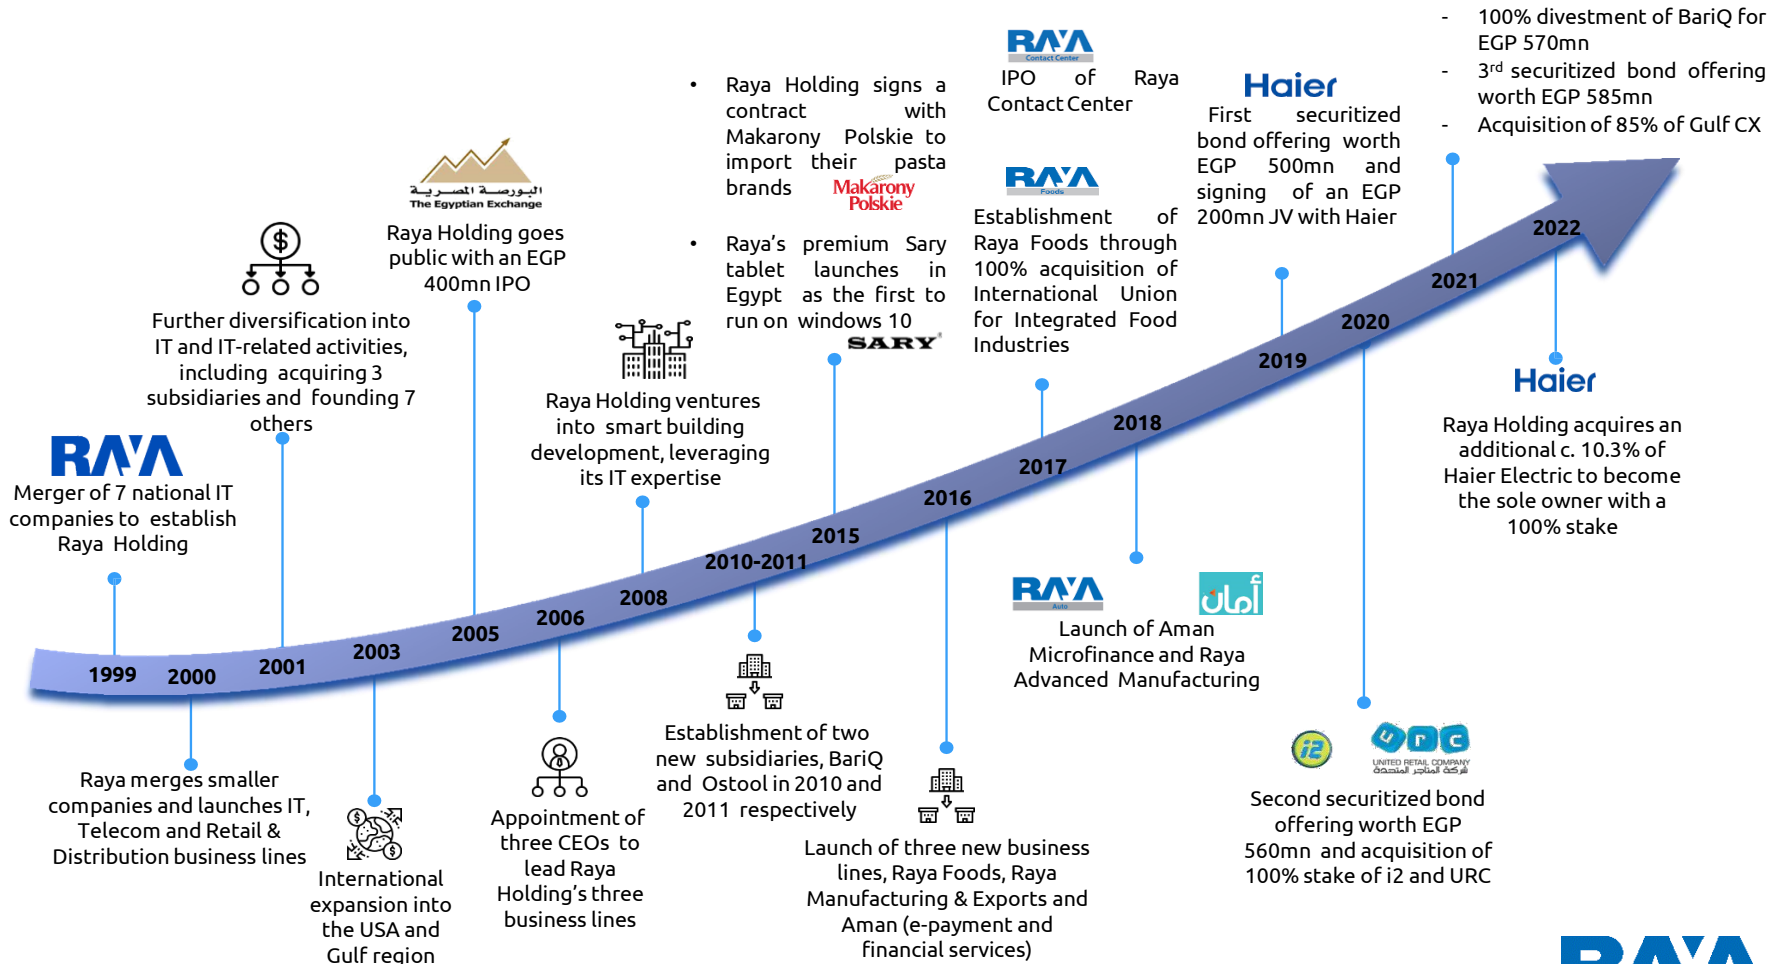 RAYA
Merger of 7 national IT
companies to establish
Raya Holding
1999
2000
Raya merges smaller
companies and launches IT,
Telecom and Retail &
Distribution business lines
$
Further diversification into
IT and IT-related activities,
including acquiring 3
subsidiaries and founding 7
others
2001
2003
$
$
International
expansion into
the USA and
Gulf region
البورصة المصرية
The Egyptian Exchange
Raya Holding goes
public with an EGP
400mn IPO
2005
2006
Appointment of
three CEOs to
lead Raya
Holding's three
business lines
Raya Holding ventures
into smart building
development, leveraging
its IT expertise
2008
2010-2011
Establishment of two
new subsidiaries, BariQ
and Ostool in 2010 and
2011 respectively
• Raya Holding signs a
contract with
Makarony Polskie to
import their pasta
brands
Makarony
Polskie
• Raya’s premium Sary
tablet launches in
Egypt as the first to
run on windows 10
SARY
2015
2016
Launch of three new business
lines, Raya Foods, Raya
Manufacturing & Exports and
Aman (e-payment and
financial services)
RAYA
Contact Center
IPO of Raya
Contact Center
RAYA
Foods
Establishment of
Raya Foods through
100% acquisition of
International Union
for Integrated Food
Industries
2017
2018
RAYA
Auto
أمان
Launch of Aman
Microfinance and Raya
Advanced Manufacturing
Haier
First securitized
bond offering worth
EGP 500mn and
signing of an EGP
200mn JV with Haier
2019
2020
i2
urc
UNITED RETAIL COMPANY
شركة المتاجر المتحدة
Second securitized bond
offering worth EGP
560mn and acquisition of
100% stake of i2 and URC
- 100% divestment of BariQ for
EGP 570mn
- 3rd securitized bond offering
worth EGP 585mn
- Acquisition of 85% of Gulf CX
2021
2022
Haier
Raya Holding acquires an
additional c. 10.3% of
Haier Electric to become
the sole owner with a
100% stake
RAYA